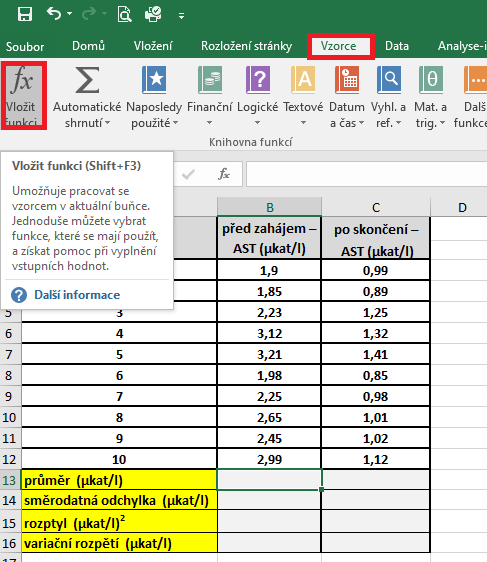 Soubor Domů Vložení Rozložení stránky Vzorce Data Analyse-i
fx Σ θ
Vložit funkci Automatické shrnutí Naposledy použité Finanční Logické Textové Datum a čas Vyhl. a ref. Mat. a trig. Dalš funkce
Knihovna funkcí
Vložit funkci (Shift+F3)
Umožňuje pracovat se
vzorcem v aktuální buňce.
Jednoduše můžete vybrat
funkce, které se mají použít,
a získat pomoc při vyplnění
vstupních hodnot.
Další informace
fx
B C D
před zahájem – AST (µkat/l) po skončení – AST (µkat/l)
1,9 0,99
1,85 0,89
5 3 2,23 1,25
6 4 3,12 1,32
7 5 3,21 1,41
8 6 1,98 0,85
9 7 2,25 0,98
10 8 2,65 1,01
11 9 2,45 1,02
12 10 2,99 1,12
13 průměr (µkat/l)
14 směrodatná odchylka (µkat/l)
15 rozptyl (µkat/l)²
16 variační rozpětí (µkat/l)